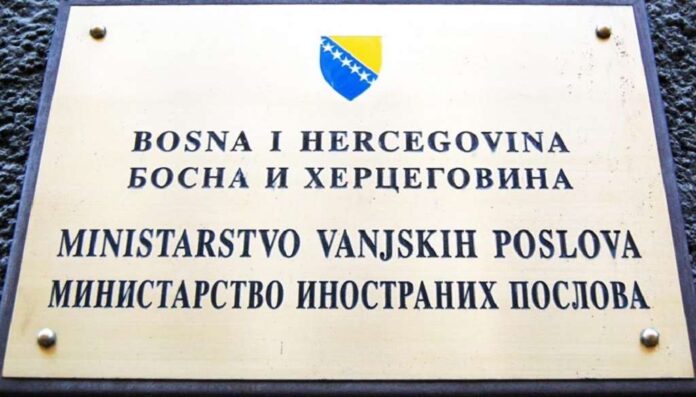 BOSNA I HERCEGOVINA
БОСНА И ХЕРЦЕГОВИНА
MINISTARSTVO VANJSKIH POSLOVA
МИНИСТАРСТВО ИНОСТРАНИХ ПОСЛОВА